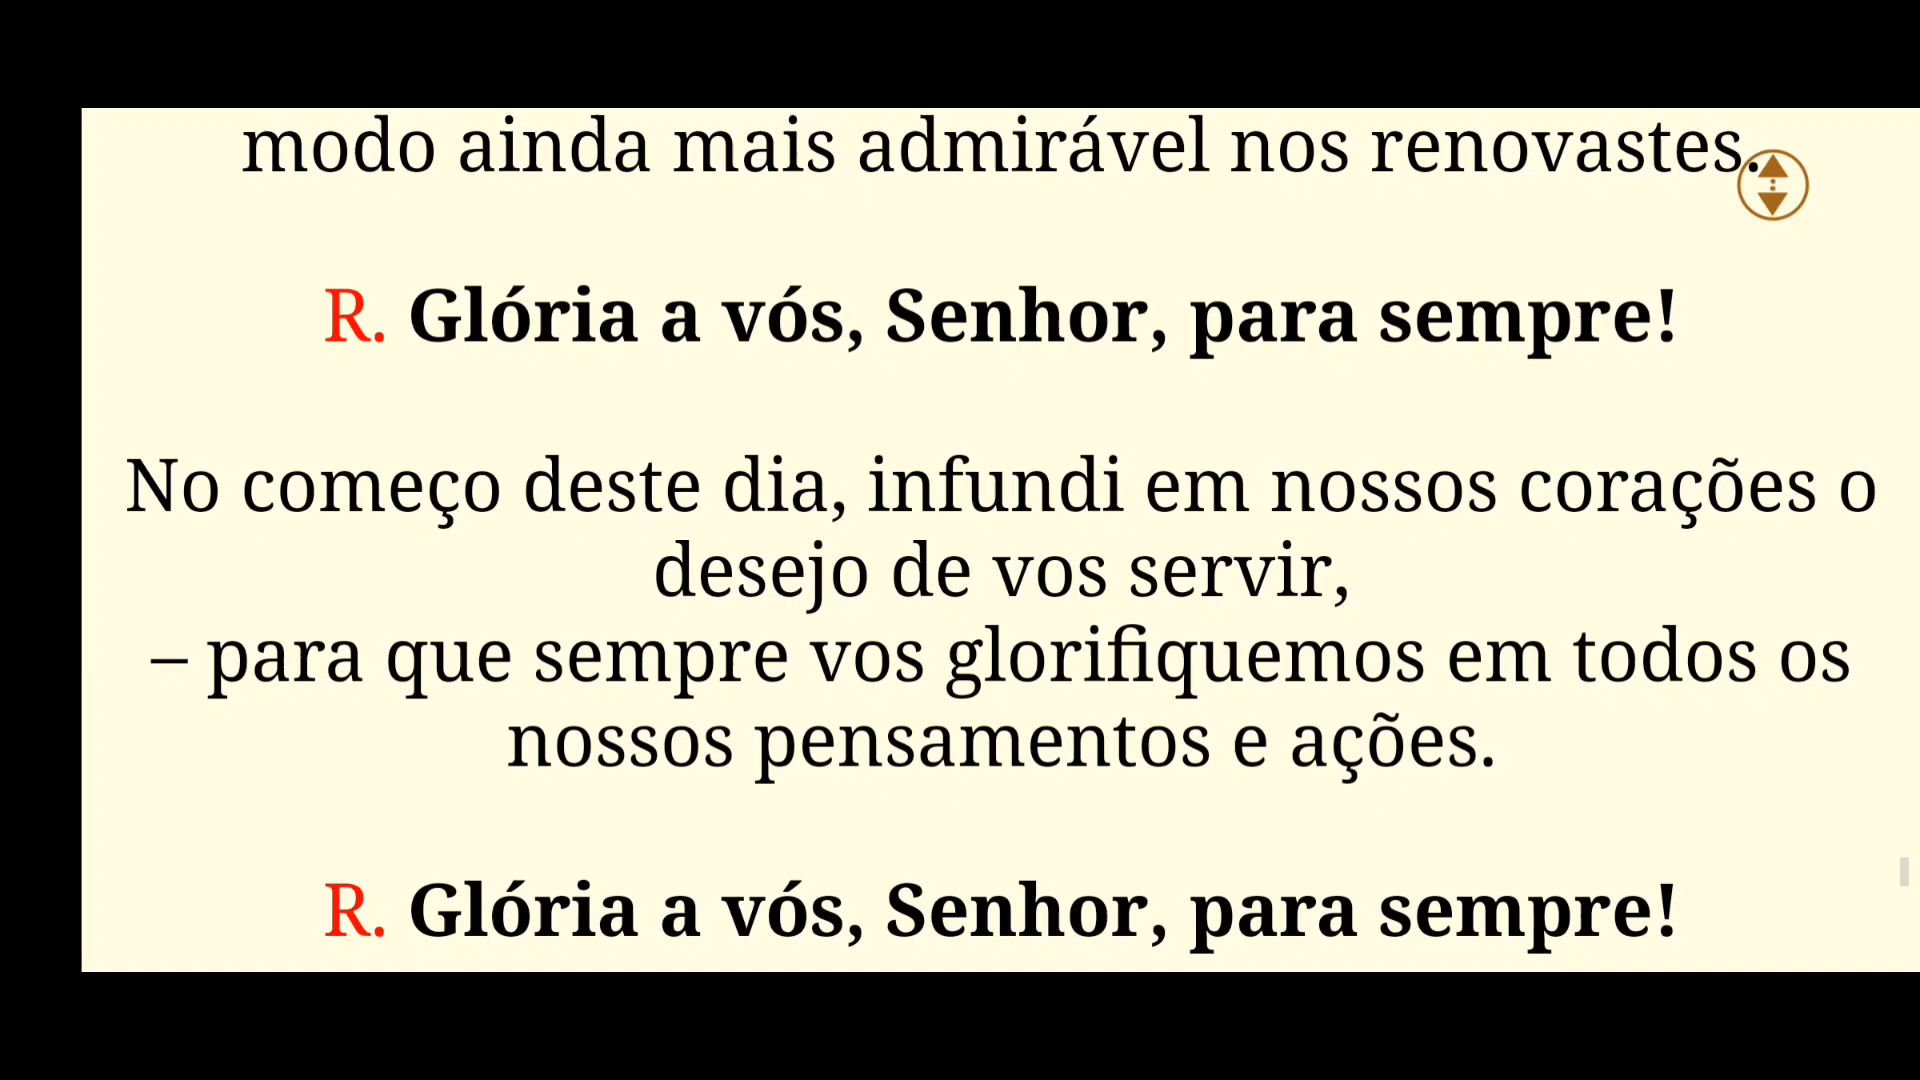 modo ainda mais admirável nos renovastes.
R. Glória a vós, Senhor, para sempre!
No começo deste dia, infundi em nossos corações o
desejo de vos servir,
– para que sempre vos glorifiquemos em todos os
nossos pensamentos e ações.
R. Glória a vós, Senhor, para sempre!